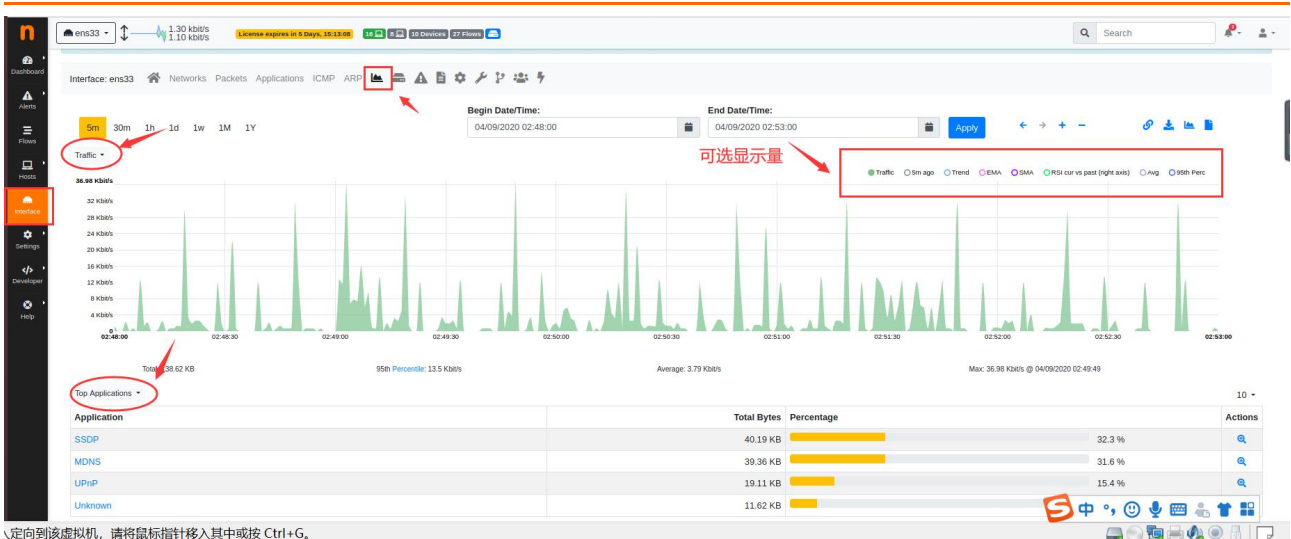 n
ens33
1.30 kbit/s
1.10 kbit/s
License expires in 5 Days, 15:13:08
16
8
10 Devices
27 Flows
Search
Dashboard
Alerts
Flows
Hosts
Interface
Settings
Developer
Help
Interface: ens33 Networks Packets Applications ICMP ARP
5m 30m 1h 1d 1w 1M 1Y
Begin Date/Time:
04/09/2020 02:48:00
End Date/Time:
04/09/2020 02:53:00
Apply
Traffic
可选显示量
Traffic 5m ago Trend EMA SMA RSI cur vs past (right axis) Avg 95th Perc
36.98 Kbit/s
32 Kbit/s
28 Kbit/s
24 Kbit/s
20 Kbit/s
16 Kbit/s
12 Kbit/s
8 Kbit/s
4 Kbit/s
0
02:48:00 02:48:30 02:49:00 02:49:30 02:50:00 02:50:30 02:51:00 02:51:30 02:52:00 02:52:30 02:53:00
38.62 KB 95th Percentile: 13.5 Kbit/s Average: 3.79 Kbit/s Max: 36.98 Kbit/s @ 04/09/2020 02:49:49
Top Applications 10
Application Total Bytes Percentage Actions
SSDP 40.19 KB 32.3 %
MDNS 39.36 KB 31.6 %
UPnP 19.11 KB 15.4 %
Unknown 11.62 KB
中
定向到该虚拟机，请将鼠标指针移入其中或按 Ctrl+G。